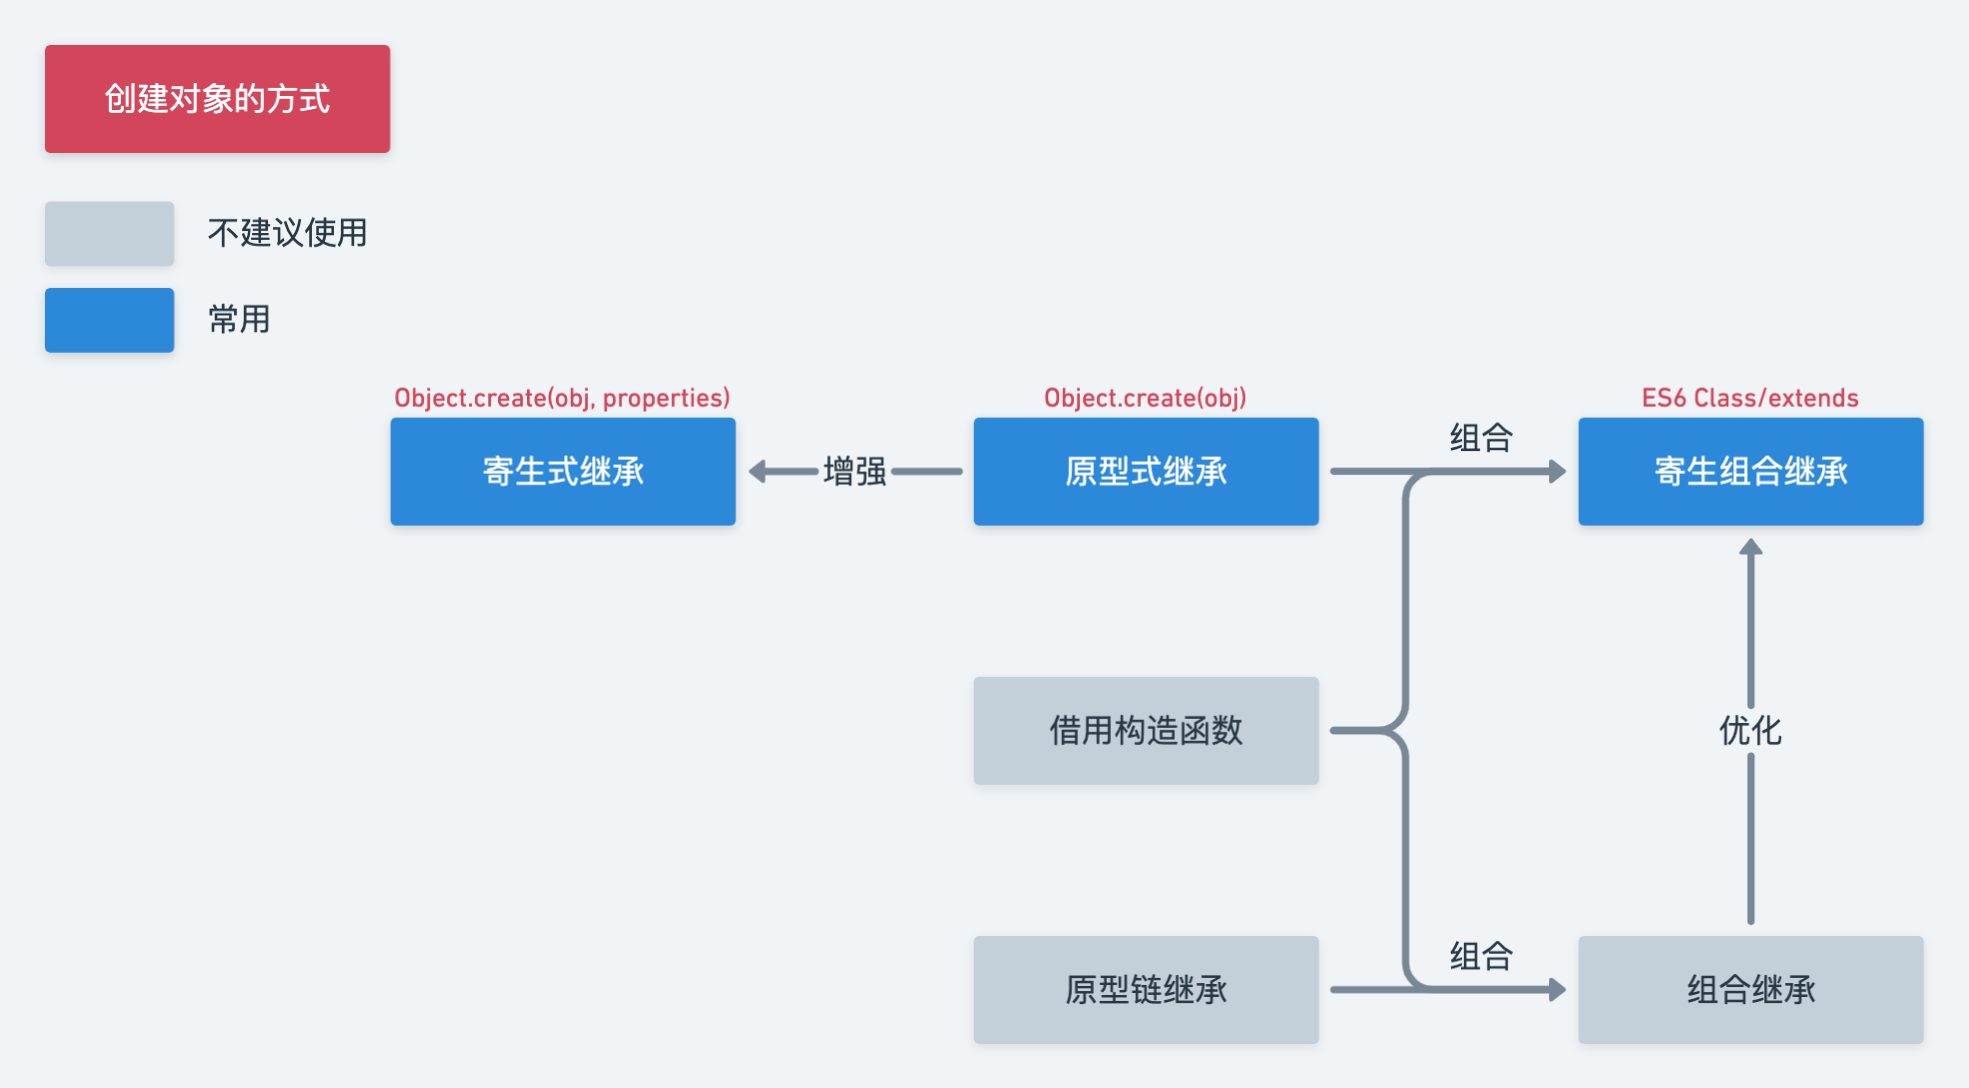 创建对象的方式
不建议使用
常用
Object.create(obj, properties)
Object.create(obj)
ES6 Class/extends
寄生式继承
增强
原型式继承
组合
寄生组合继承
借用构造函数
优化
原型链继承
组合
组合继承